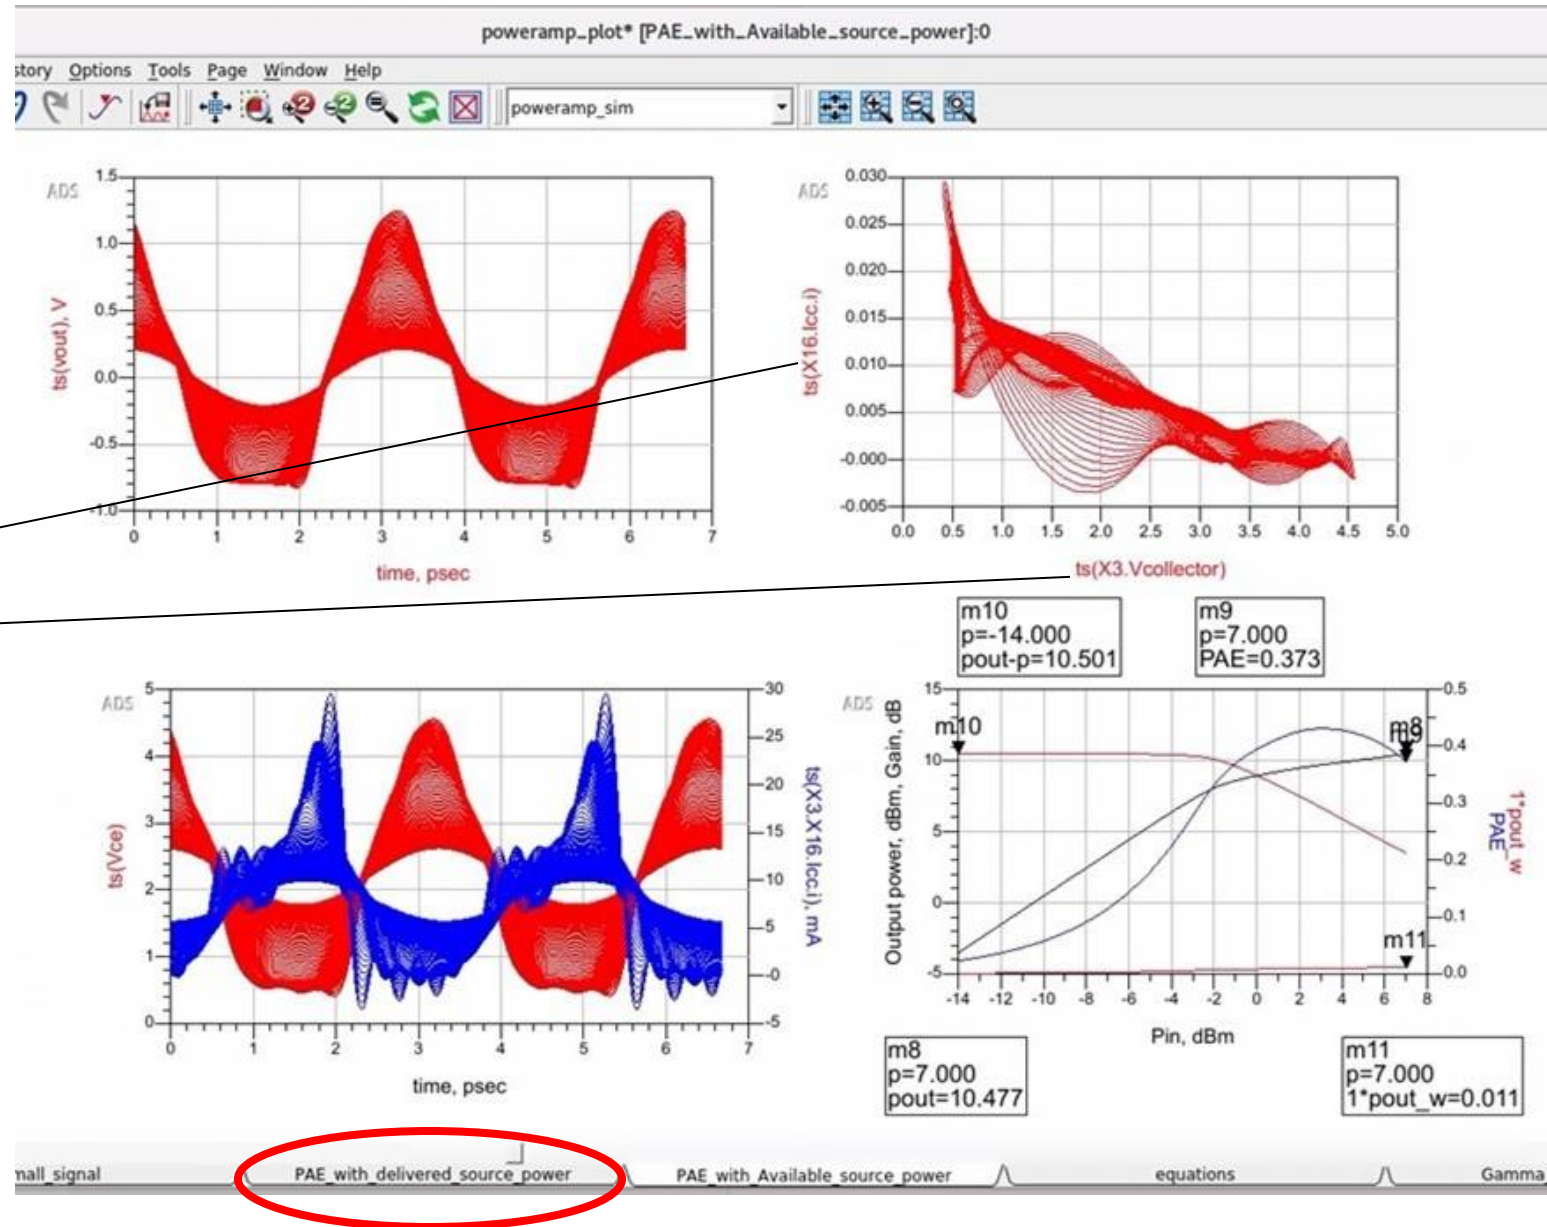 poweramp_plot* [PAE_with_Available_source_power]:0
story Options Tools Page Window Help
poweramp_sim
ADS
ts(vout), V
1.5
1.0
0.5
0.0
-0.5
-1.0
0 1 2 3 4 5 6 7
time, psec
ADS
ts(X16.Icc.i)
0.030
0.025
0.020
0.015
0.010
0.005
-0.000
-0.005
0.0 0.5 1.0 1.5 2.0 2.5 3.0 3.5 4.0 4.5 5.0
ts(X3.Vcollector)
m10
p=-14.000
pout-p=10.501
m9
p=7.000
PAE=0.373
ADS
ts(Vce)
5
4
3
2
1
0
30
25
20
15
10
5
-0
-5
ts(X3.X16.Icc.i), mA
0 1 2 3 4 5 6 7
time, psec
ADS
Output power, dBm, Gain, dB
15
10
5
0
-5
m10
m8
m9
m11
0.5
0.4
0.3
0.2
0.1
0.0
1*pout_w
PAE
-14 -12 -10 -8 -6 -4 -2 0 2 4 6 8
Pin, dBm
m8
p=7.000
pout=10.477
m11
p=7.000
1*pout_w=0.011
mall_signal PAE_with_delivered_source_power PAE_with_Available_source_power equations Gamma